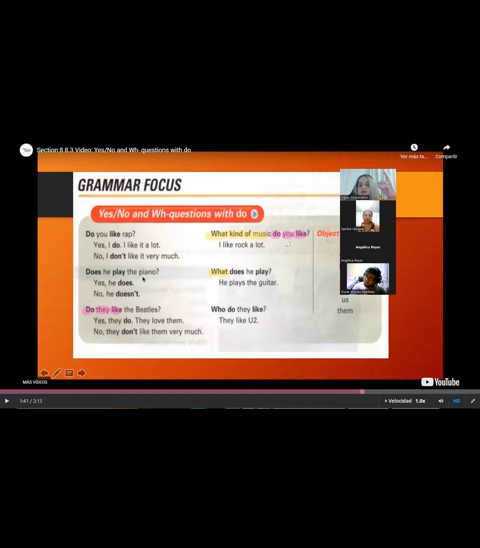 Section 8 8.3 Video: Yes/No and Wh- questions with do
Ver más ta...
Compartir
GRAMMAR FOCUS
Yes/No and Wh-questions with do
Do you like rap?
Yes, I do. I like it a lot.
No, I don't like it very much.
Does he play the piano?
Yes, he does.
No, he doesn't.
Do they like the Beatles?
Yes, they do. They love them.
No, they don't like them very much.
What kind of music do you like?
I like rock a lot.
What does he play?
He plays the guitar.
Who do they like?
They like U2.
Object
us
them
Angelica Reyes
Angelica Reyes
MÁS VÍDEOS
YouTube
1:41 / 2:13
Velocidad 1.0x
HD